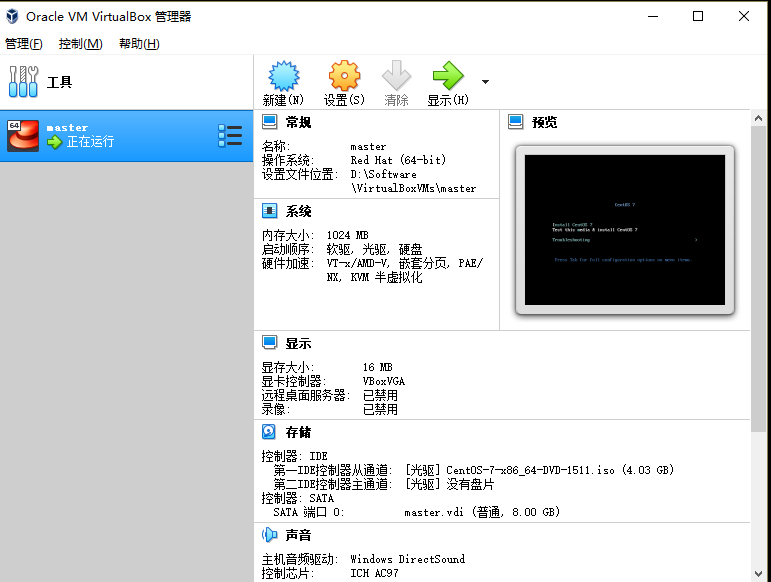 Oracle VM VirtualBox 管理器
管理(F) 控制(M) 帮助(H)
工具
新建(N) 设置(S) 清除 显示(H)
64
master
正在运行
常规
名称: master
操作系统: Red Hat (64-bit)
设置文件位置: D:\Software
\VirtualBoxVMs\master
预览
CentOS 7
Install CentOS 7
Test this media & install CentOS 7
Troubleshooting >
Press Tab for full configuration options on menu items.
系统
内存大小: 1024 MB
启动顺序: 软驱, 光驱, 硬盘
硬件加速: VT-x/AMD-V, 嵌套分页, PAE/
NX, KVM 半虚拟化
显示
显存大小: 16 MB
显卡控制器: VBoxVGA
远程桌面服务器: 已禁用
录像: 已禁用
存储
控制器: IDE
第一IDE控制器从通道: [光驱] CentOS-7-x86_64-DVD-1511.iso (4.03 GB)
第二IDE控制器主通道: [光驱] 没有盘片
控制器: SATA
SATA 端口 0: master.vdi (普通, 8.00 GB)
声音
主机音频驱动: Windows DirectSound
控制芯片: ICH AC97